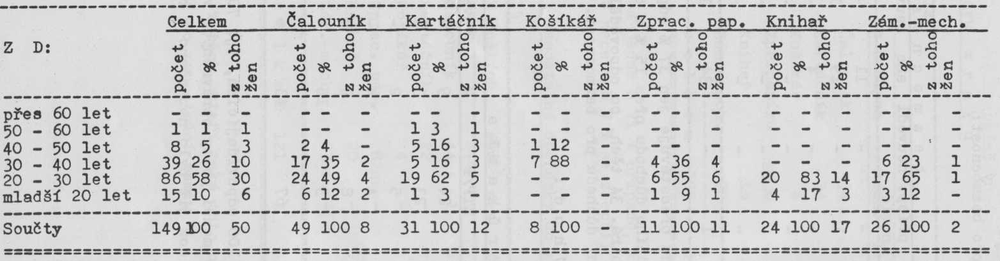 Celkem Čalouník Kartáčník Košíkář Zprac. pap. Knihař Zám.-mech.
Z D: počet % z toho žen počet % z toho žen počet % z toho žen počet % z toho žen počet % z toho žen počet % z toho žen počet % z toho žen
přes 60 let - - - - - - - - - - - - - - - - - - - - -
50 - 60 let 1 1 1 - - - 1 3 1 - - - - - - - - - - - -
40 - 50 let 8 5 3 2 4 - 5 16 3 1 12 - - - - - - - - -
30 - 40 let 39 26 10 17 35 2 5 16 3 7 88 - 4 36 4 - - - 6 23 1
20 - 30 let 86 58 30 24 49 4 19 62 5 - - - 6 55 6 20 83 14 17 65 1
mladší 20 let 15 10 6 6 12 2 1 3 - - - - 1 9 1 4 17 3 3 12 -
Součty 149 100 50 49 100 8 31 100 12 8 100 - 11 100 11 24 100 17 26 100 2